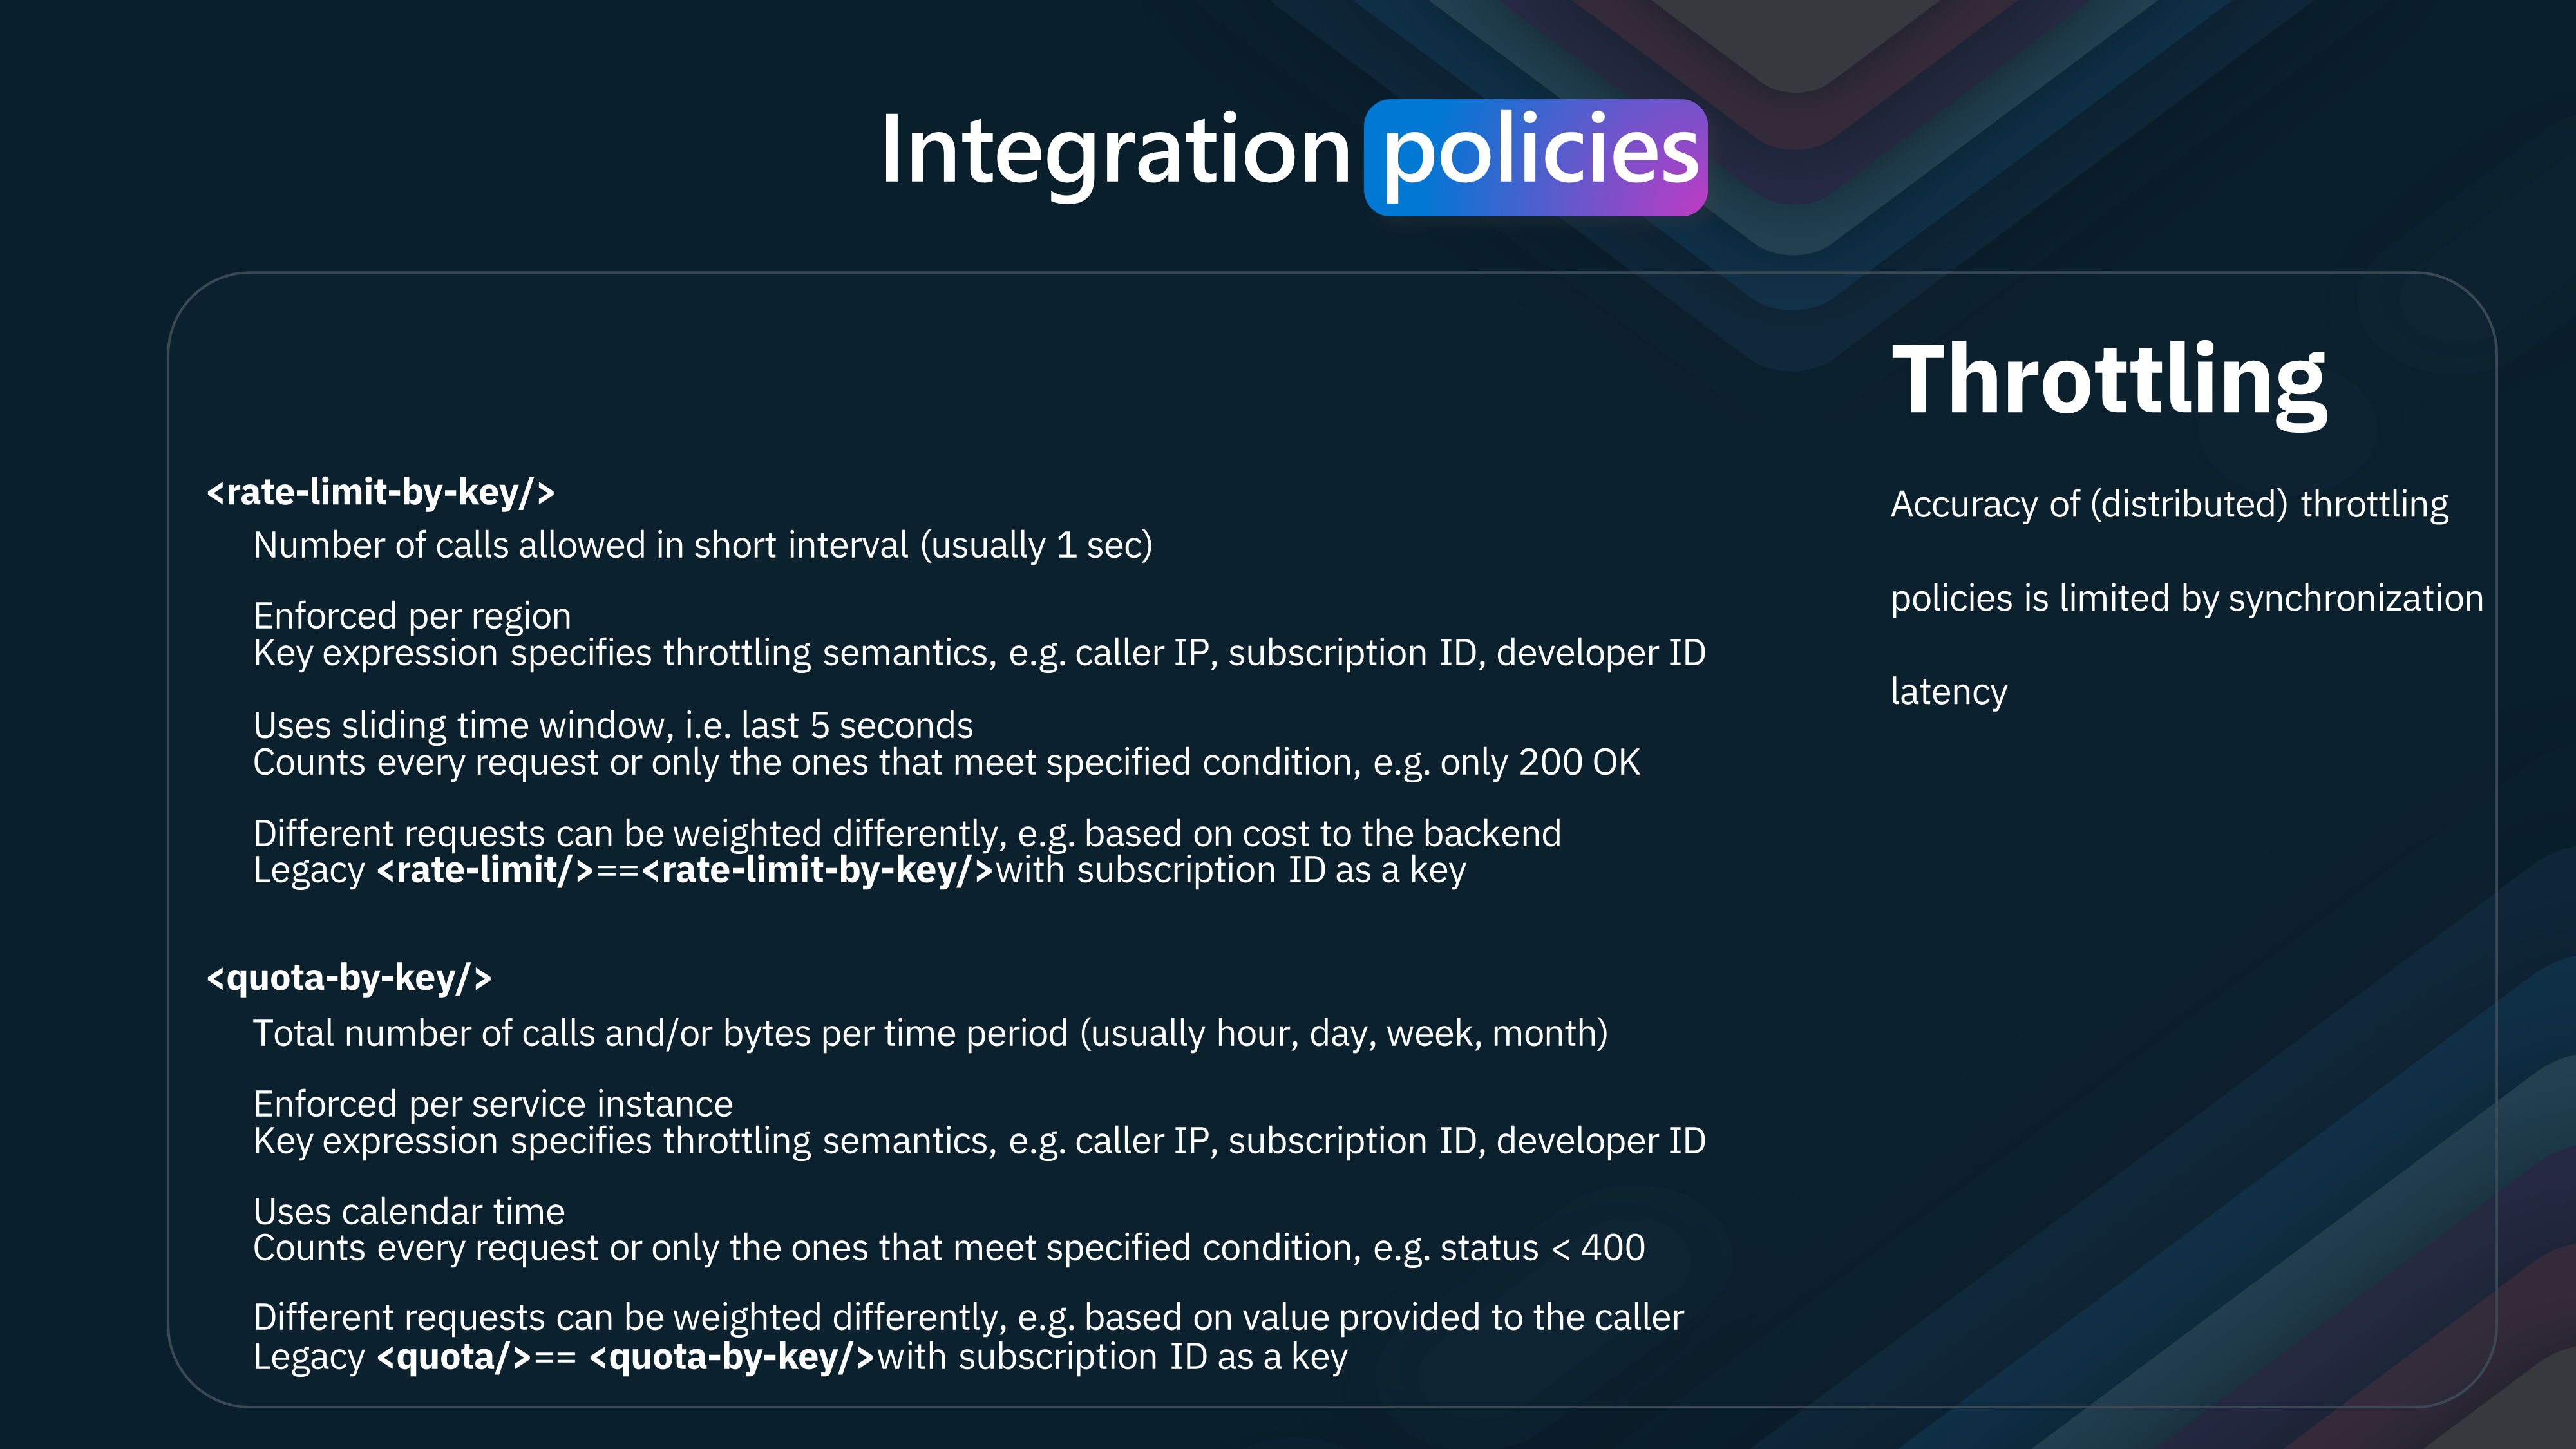 Integration policies
<rate-limit-by-key/>
Number of calls allowed in short interval (usually 1 sec)
Enforced per region
Key expression specifies throttling semantics, e.g. caller IP, subscription ID, developer ID
Uses sliding time window, i.e. last 5 seconds
Counts every request or only the ones that meet specified condition, e.g. only 200 OK
Different requests can be weighted differently, e.g. based on cost to the backend
Legacy <rate-limit/>==<rate-limit-by-key/>with subscription ID as a key
<quota-by-key/>
Total number of calls and/or bytes per time period (usually hour, day, week, month)
Enforced per service instance
Key expression specifies throttling semantics, e.g. caller IP, subscription ID, developer ID
Uses calendar time
Counts every request or only the ones that meet specified condition, e.g. status < 400
Different requests can be weighted differently, e.g. based on value provided to the caller
Legacy <quota/>== <quota-by-key/>with subscription ID as a key
Throttling
Accuracy of (distributed) throttling
policies is limited by synchronization
latency